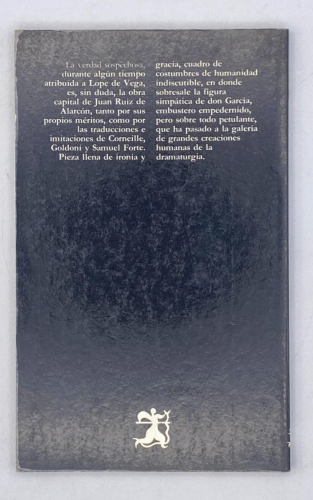 La verdad sospechosa,
durante algún tiempo
atribuida a Lope de Vega,
es, sin duda, la obra
capital de Juan Ruiz de
Alarcón, tanto por sus
propios méritos, como por
las traducciones e
imitaciones de Corneille,
Goldoni y Samuel Forte.
Pieza llena de ironía y
gracia, cuadro de
costumbres de humanidad
indiscutible, en donde
sobresale la figura
simpática de don García,
embustero empedernido,
pero sobre todo petulante,
que ha pasado a la galería
de grandes creaciones
humanas de la
dramaturgia.